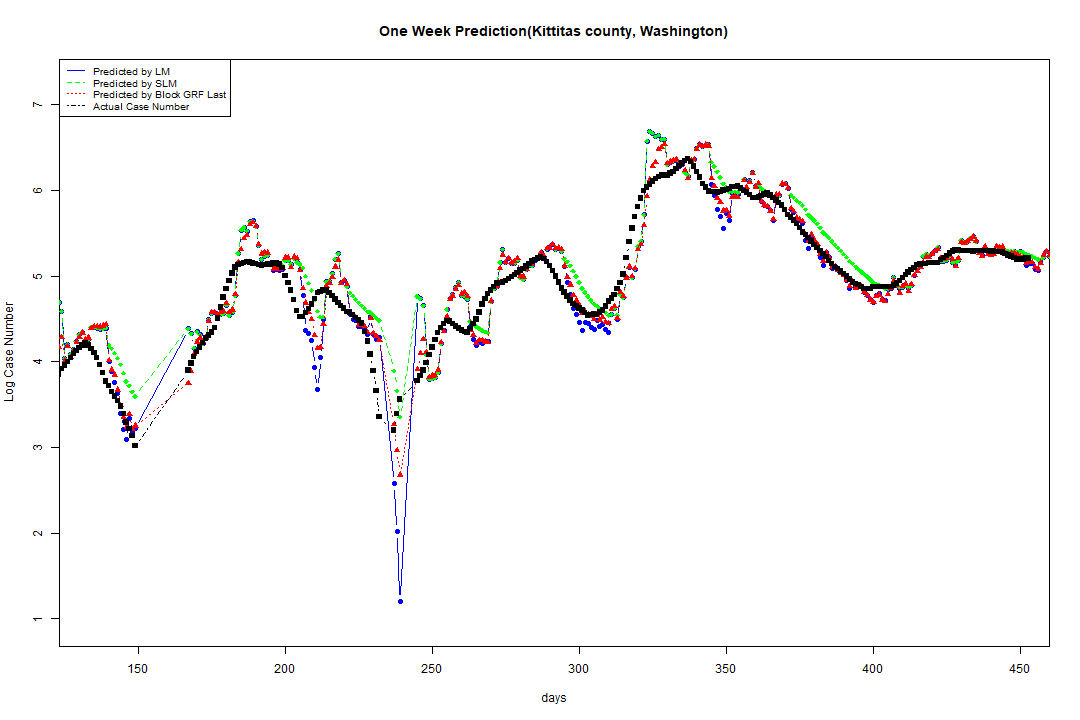 One Week Prediction(Kittitas county, Washington)
Predicted by LM
Predicted by SLM
Predicted by Block GRF Last
Actual Case Number
7
6
5
4
3
2
1
Log Case Number
150 200 250 300 350 400 450
days